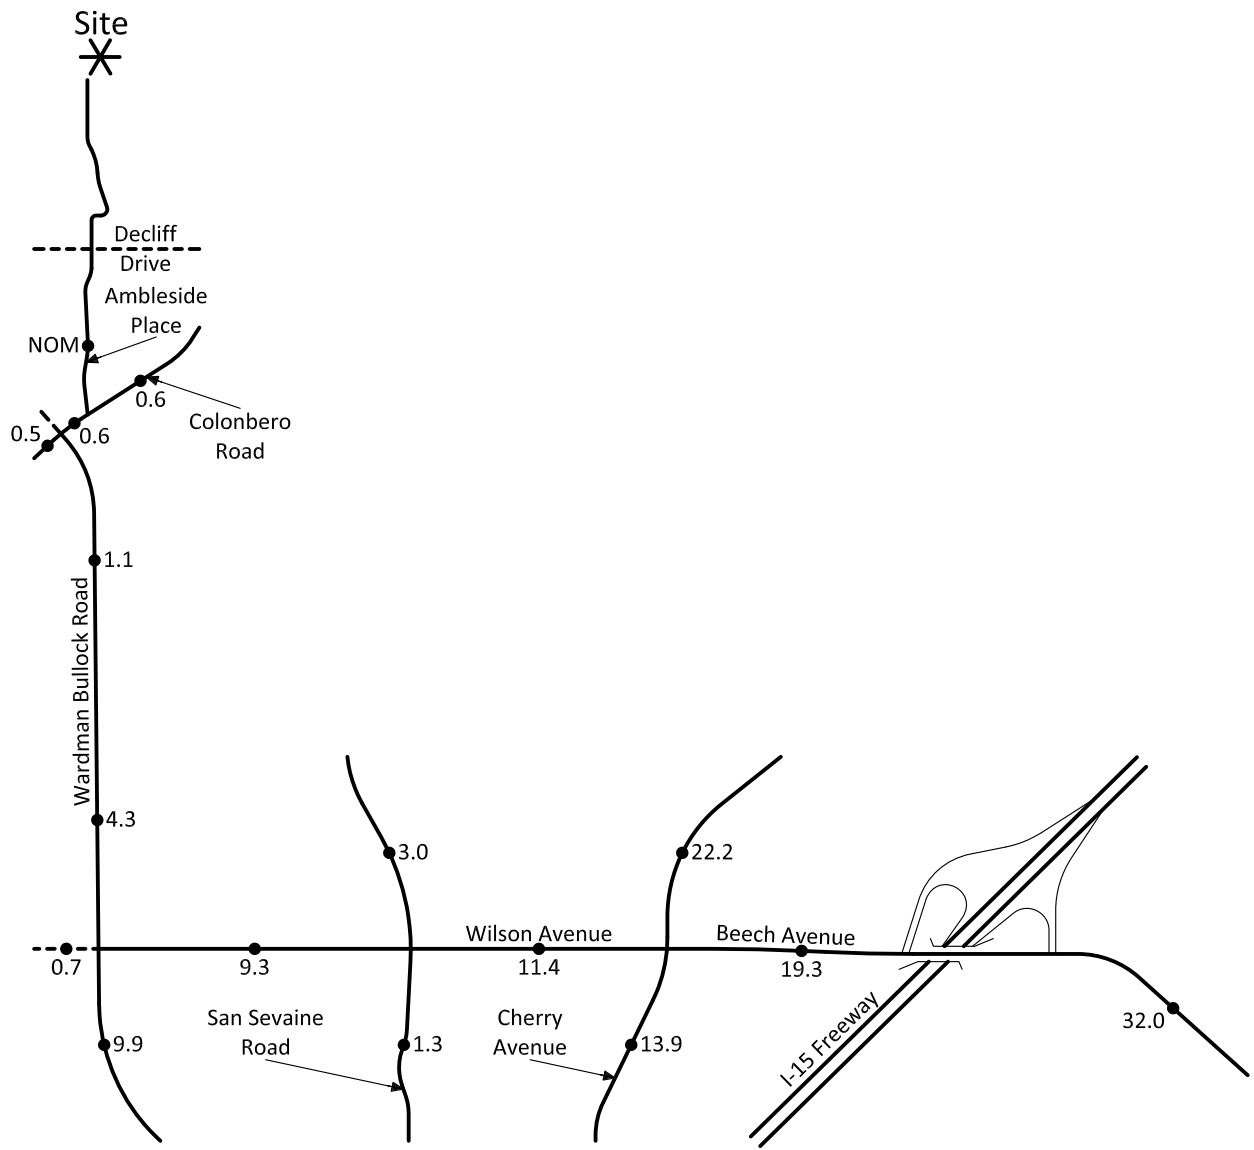 Site
Decliff
Drive
Ambleside
Place
NOM
0.6
Colonbero
Road
0.5
0.6
1.1
Wardman Bullock Road
4.3
3.0
22.2
Wilson Avenue
Beech Avenue
0.7
9.3
11.4
19.3
San Sevaine
Road
Cherry
Avenue
I-15 Freeway
32.0
9.9
1.3
13.9